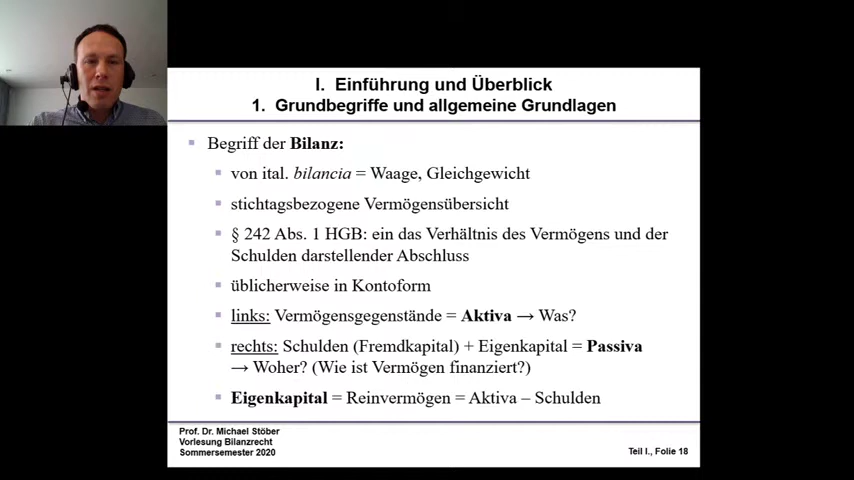 I. Einführung und Überblick
1. Grundbegriffe und allgemeine Grundlagen
Begriff der Bilanz:
von ital. bilancia = Waage, Gleichgewicht
stichtagsbezogene Vermögensübersicht
§ 242 Abs. 1 HGB: ein das Verhältnis des Vermögens und der
Schulden darstellender Abschluss
üblicherweise in Kontoform
links: Vermögensgegenstände = Aktiva → Was?
rechts: Schulden (Fremdkapital) + Eigenkapital = Passiva
→ Woher? (Wie ist Vermögen finanziert?)
Eigenkapital = Reinvermögen = Aktiva – Schulden
Prof. Dr. Michael Stöber
Vorlesung Bilanzrecht
Sommersemester 2020
Teil I., Folie 18